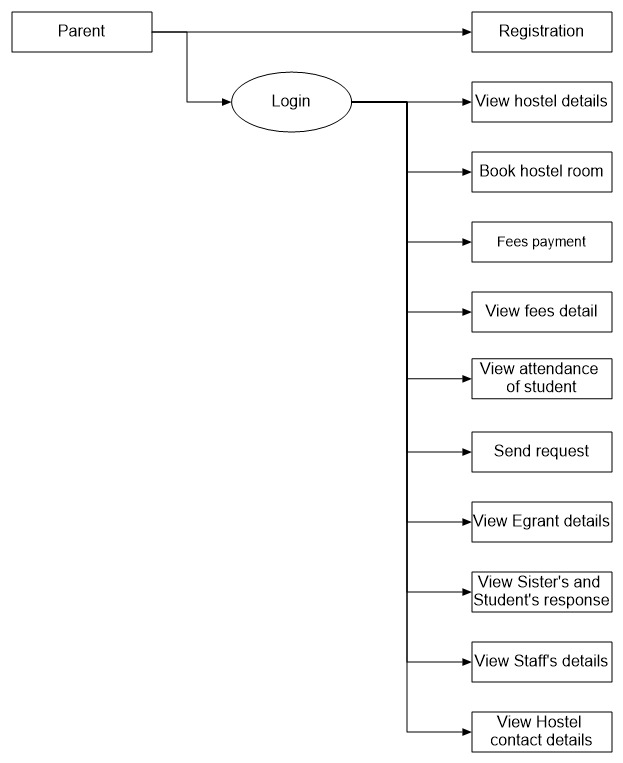 Parent
Registration
Login
View hostel details
Book hostel room
Fees payment
View fees detail
View attendance
of student
Send request
View Egrant details
View Sister's and
Student's response
View Staff's details
View Hostel
contact details